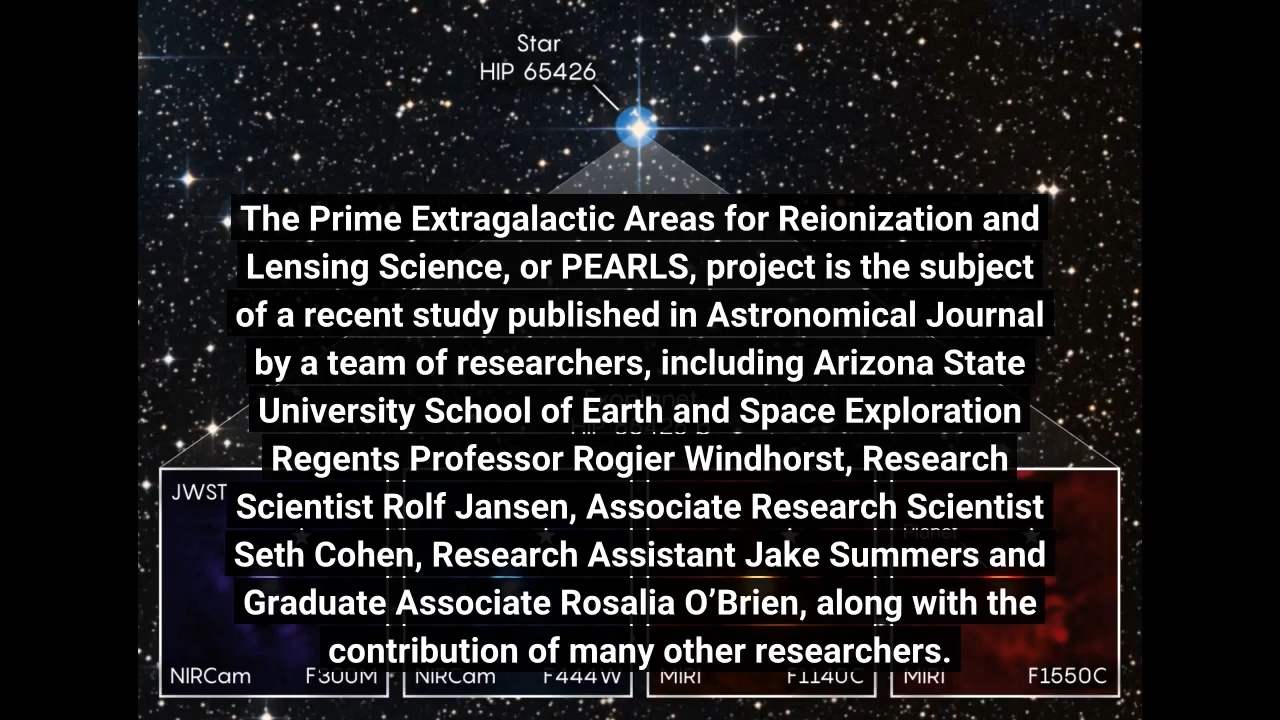 Star
HIP 65426
The Prime Extragalactic Areas for Reionization and
Lensing Science, or PEARLS, project is the subject
of a recent study published in Astronomical Journal
by a team of researchers, including Arizona State
University School of Earth and Space Exploration
Regents Professor Rogier Windhorst, Research
Scientist Rolf Jansen, Associate Research Scientist
Seth Cohen, Research Assistant Jake Summers and
Graduate Associate Rosalia O’Brien, along with the
contribution of many other researchers.
JWST
Planet
NIRCam F300M
NIRCam F444W
MIRI F1140C
MIRI F1550C